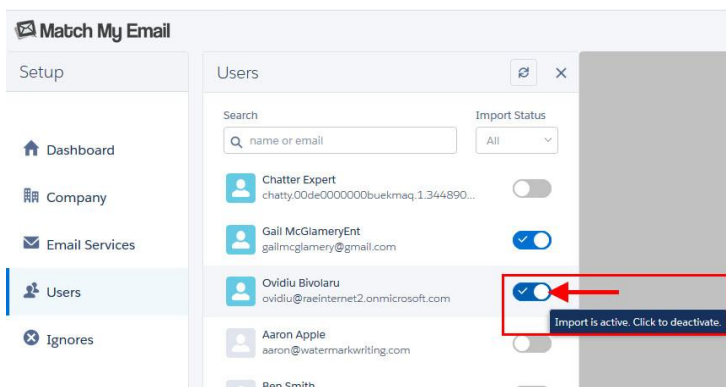 Match My Email
Setup
Users
Search
Import Status
name or email
All
Dashboard
Company
Email Services
Users
Ignores
Chatter Expert
chatty.00de0000000buekmaq.1.344890...
Gail McGlameryEnt
gailmcglamery@gmail.com
Ovidiu Bivolaru
ovidiu@raeinternet2.onmicrosoft.com
Import is active. Click to deactivate.
Aaron Apple
aaron@watermarkwriting.com
Ben Smith